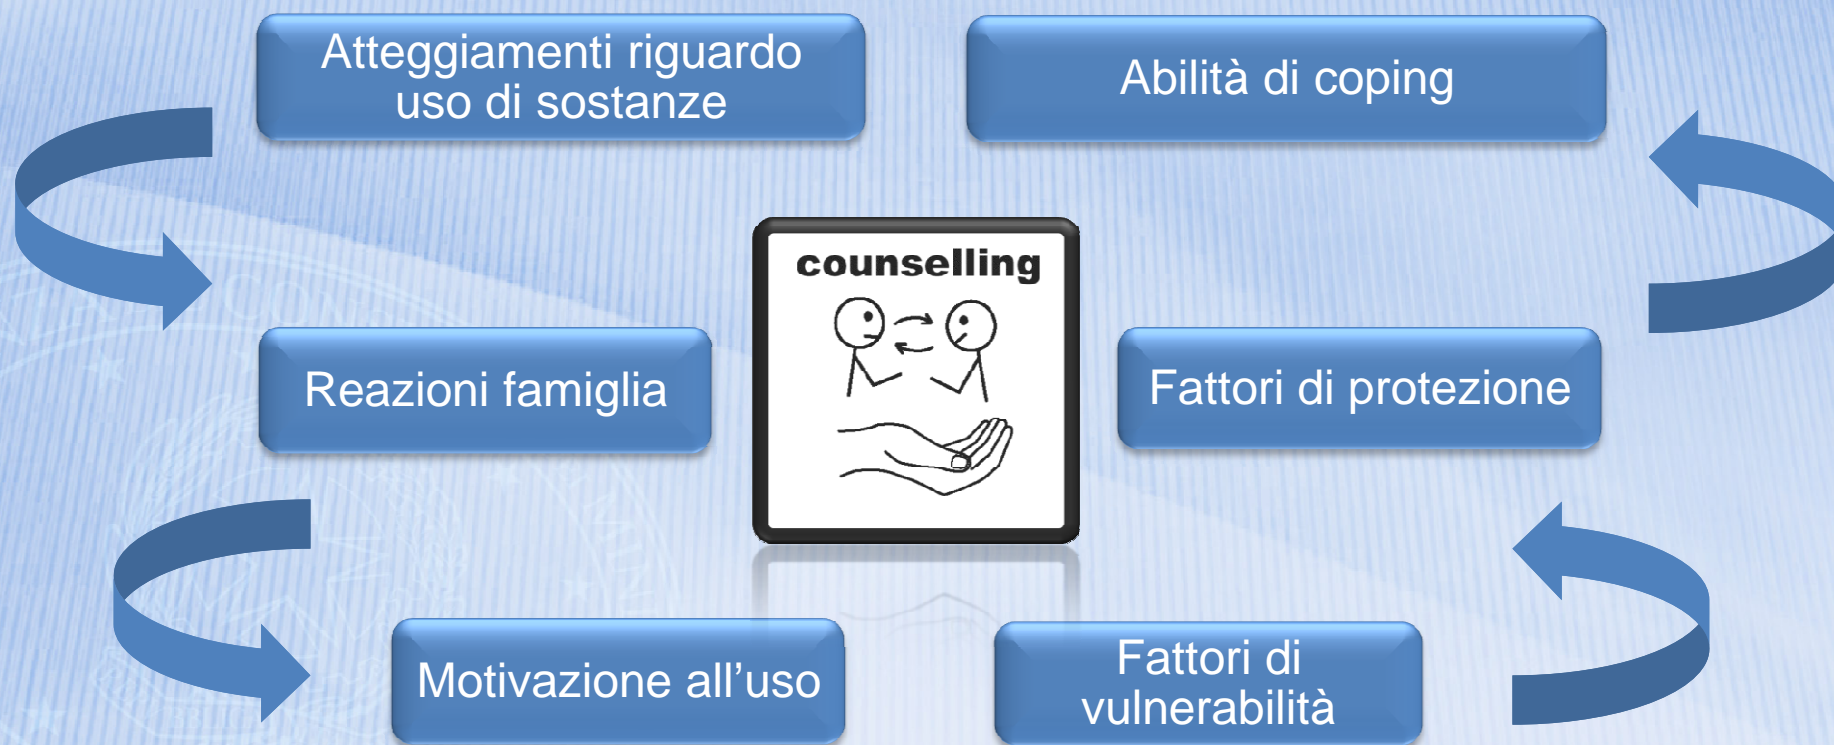 Atteggiamenti riguardo
uso di sostanze
Abilità di coping
counselling
Reazioni famiglia
Fattori di protezione
Motivazione all’uso
Fattori di
vulnerabilità